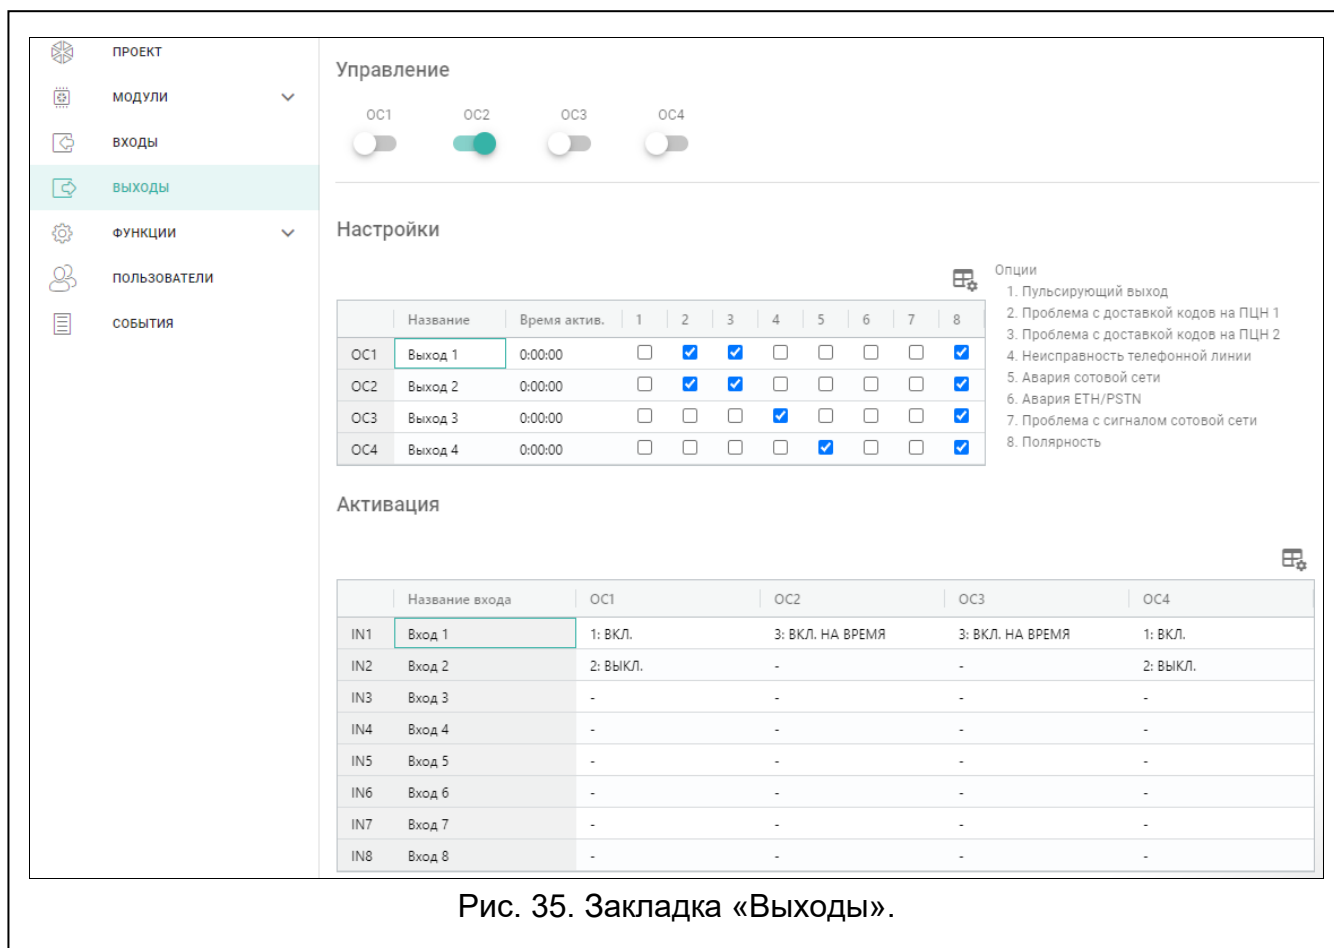 ПРОЕКТ
МОДУЛИ
ВХОДЫ
ВЫХОДЫ
ФУНКЦИИ
ПОЛЬЗОВАТЕЛИ
СОБЫТИЯ
Управление
OC1 OC2 OC3 OC4
Настройки
Название Время актив. 1 2 3 4 5 6 7 8
OC1 Выход 1 0:00:00
OC2 Выход 2 0:00:00
OC3 Выход 3 0:00:00
OC4 Выход 4 0:00:00
Опции
1. Пульсирующий выход
2. Проблема с доставкой кодов на ПЦН 1
3. Проблема с доставкой кодов на ПЦН 2
4. Неисправность телефонной линии
5. Авария сотовой сети
6. Авария ETH/PSTN
7. Проблема с сигналом сотовой сети
8. Полярность
Активация
Название входа OC1 OC2 OC3 OC4
IN1 Вход 1 1: ВКЛ. 3: ВКЛ. НА ВРЕМЯ 3: ВКЛ. НА ВРЕМЯ 1: ВКЛ.
IN2 Вход 2 2: ВЫКЛ. - - 2: ВЫКЛ.
IN3 Вход 3 - - - -
IN4 Вход 4 - - - -
IN5 Вход 5 - - - -
IN6 Вход 6 - - - -
IN7 Вход 7 - - - -
IN8 Вход 8 - - - -
Рис. 35. Закладка «Выходы».